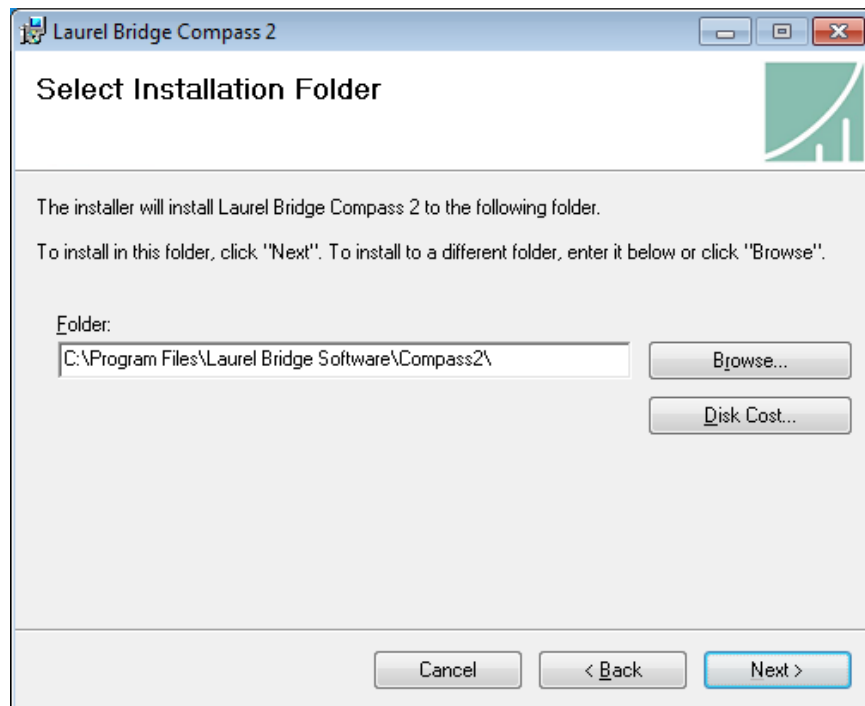 Laurel Bridge Compass 2
Select Installation Folder
The installer will install Laurel Bridge Compass 2 to the following folder.
To install in this folder, click "Next". To install to a different folder, enter it below or click "Browse".
Folder:
C:\Program Files\Laurel Bridge Software\Compass2\
Browse...
Disk Cost...
Cancel
< Back
Next >